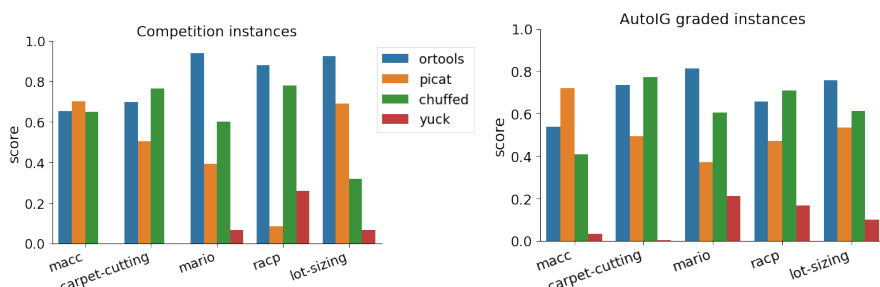 Competition instances
score
1.0
0.8
0.6
0.4
0.2
0.0
macc
carpet-cutting
mario
racp
lot-sizing
ortools
picat
chuffed
yuck
AutoIG graded instances
score
1.0
0.8
0.6
0.4
0.2
0.0
macc
carpet-cutting
mario
racp
lot-sizing